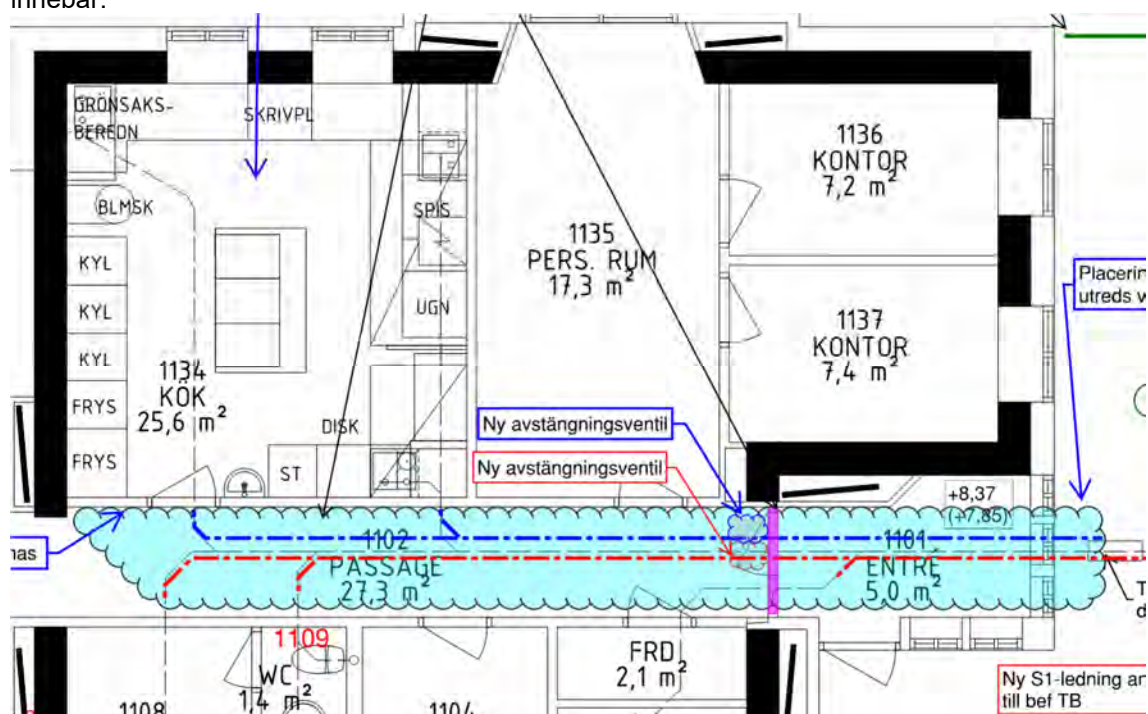 innebär:
GRÖNSAKS-
BEREDN
SKRIVPL
BLMSK
SPIS
KYL
KYL
UGN
KYL
1134
KÖK
25,6 m²
FRYS
FRYS
DISK
ST
1135
PERS. RUM
17,3 m²
1136
KONTOR
7,2 m²
1137
KONTOR
7,4 m²
Placerin
utreds v
Ny avstängningsventil
Ny avstängningsventil
+8,37
(+7,85)
nas
1102
PASSAGE
27,3 m²
1101
ENTRÉ
5,0 m²
T
d
1109
WC
1,4 m²
FRD
2,1 m²
1108
1104
Ny S1-ledning an
till bef TB